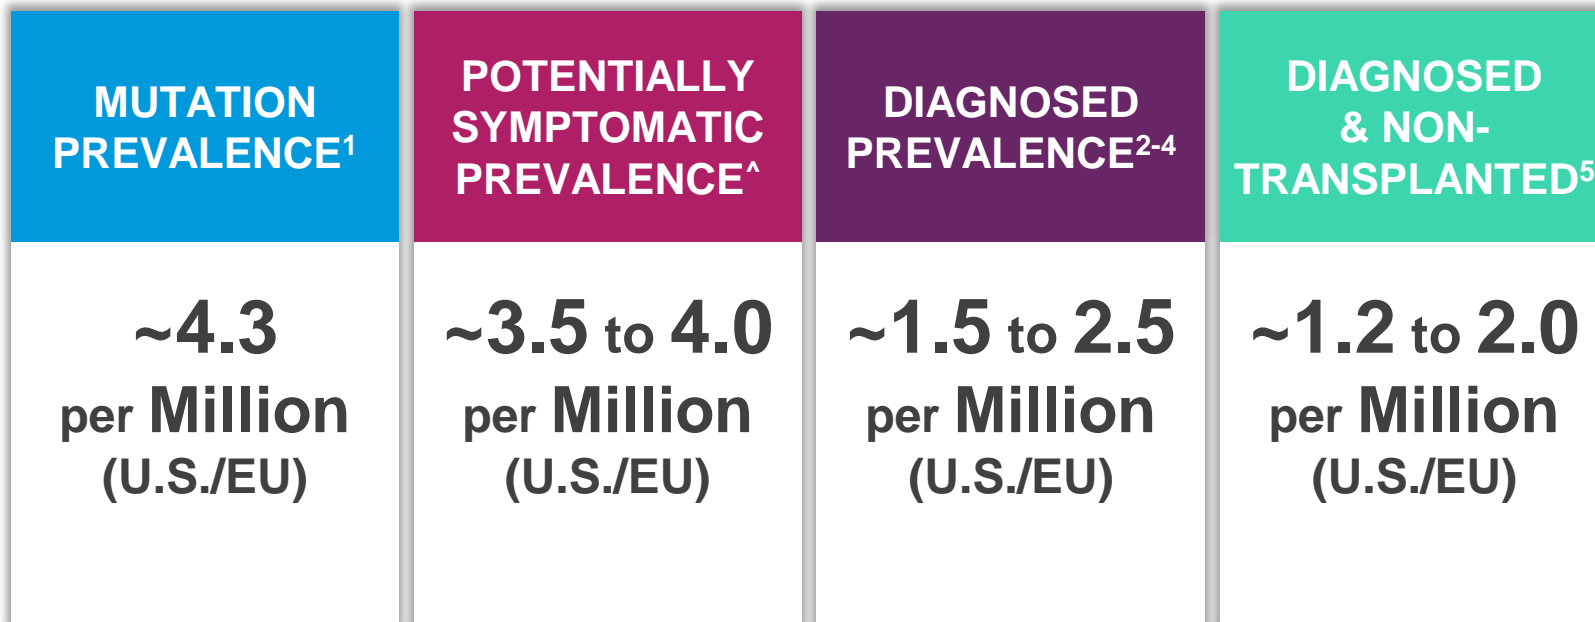 MUTATION
PREVALENCE¹
~4.3
per Million
(U.S./EU)
POTENTIALLY
SYMPTOMATIC
PREVALENCE^
~3.5 to 4.0
per Million
(U.S./EU)
DIAGNOSED
PREVALENCE²⁻⁴
~1.5 to 2.5
per Million
(U.S./EU)
DIAGNOSED
& NON-
TRANSPLANTED⁵
~1.2 to 2.0
per Million
(U.S./EU)